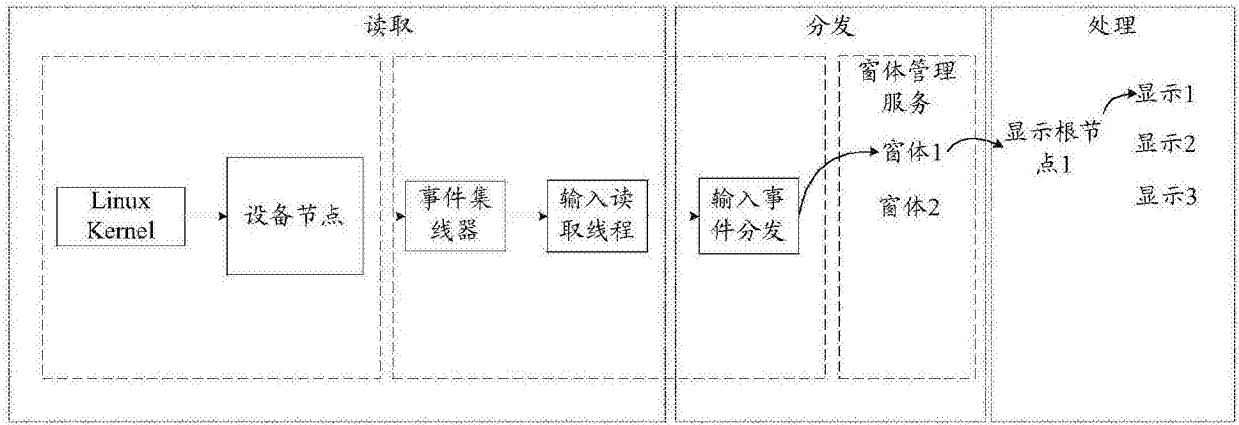 读取
分发
处理
Linux
Kernel
设备节点
事件集
线器
输入读
取线程
输入事
件分发
窗体管理
服务
窗体1
窗体2
显示根节
点1
显示1
显示2
显示3